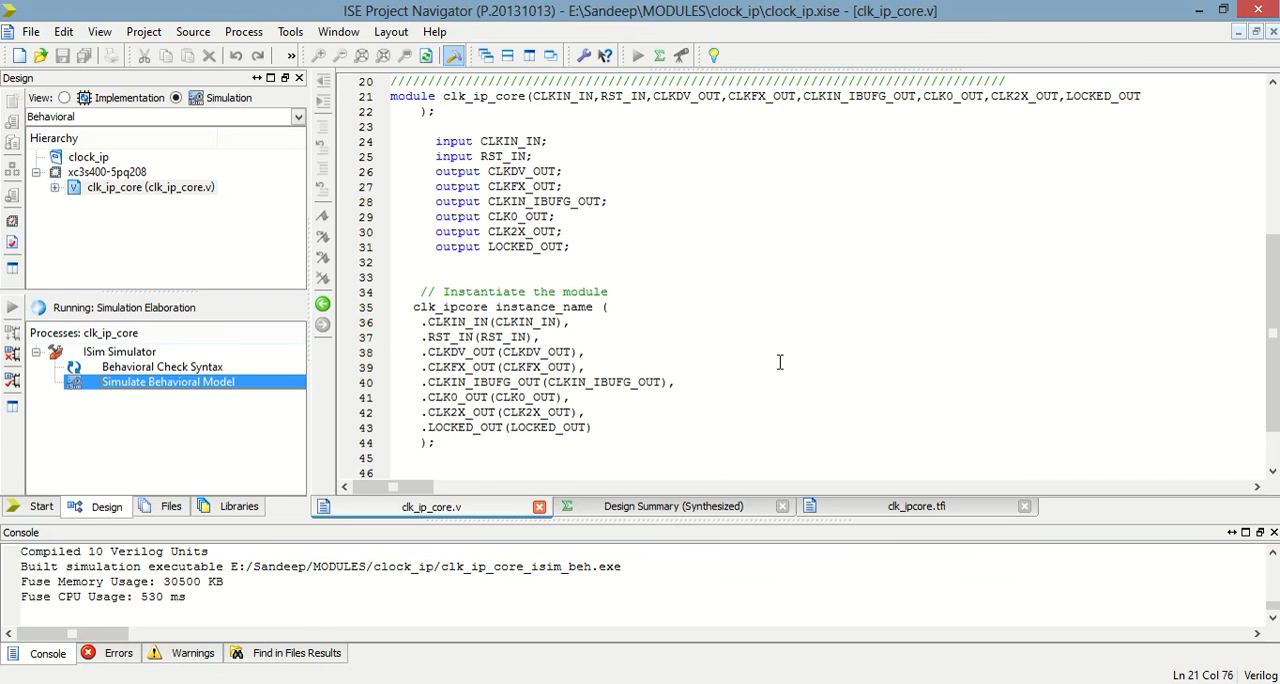 ISE Project Navigator (P.20131013) - E:\Sandeep\MODULES\clock_ip\clock_ip.xise - [clk_ip_core.v]
File Edit View Project Source Process Tools Window Layout Help
Design
View: Implementation Simulation
Behavioral
Hierarchy
clock_ip
xc3s400-5pq208
clk_ip_core (clk_ip_core.v)
Running: Simulation Elaboration
Processes: clk_ip_core
ISim Simulator
Behavioral Check Syntax
Simulate Behavioral Model
Start Design Files Libraries
20 //////////////////////////////////////////////////////////////////////////////////
21 module clk_ip_core(CLKIN_IN,RST_IN,CLKDV_OUT,CLKFX_OUT,CLKIN_IBUFG_OUT,CLK0_OUT,CLK2X_OUT,LOCKED_OUT
22 );
23
24 input CLKIN_IN;
25 input RST_IN;
26 output CLKDV_OUT;
27 output CLKFX_OUT;
28 output CLKIN_IBUFG_OUT;
29 output CLK0_OUT;
30 output CLK2X_OUT;
31 output LOCKED_OUT;
32
33
34 // Instantiate the module
35 clk_ipcore instance_name (
36 .CLKIN_IN(CLKIN_IN),
37 .RST_IN(RST_IN),
38 .CLKDV_OUT(CLKDV_OUT),
39 .CLKFX_OUT(CLKFX_OUT),
40 .CLKIN_IBUFG_OUT(CLKIN_IBUFG_OUT),
41 .CLK0_OUT(CLK0_OUT),
42 .CLK2X_OUT(CLK2X_OUT),
43 .LOCKED_OUT(LOCKED_OUT)
44 );
45
46
clk_ip_core.v Design Summary (Synthesized) clk_ipcore.tfi
Console
Compiled 10 Verilog Units
Built simulation executable E:/Sandeep/MODULES/clock_ip/clk_ip_core_isim_beh.exe
Fuse Memory Usage: 30500 KB
Fuse CPU Usage: 530 ms
Console Errors Warnings Find in Files Results
Ln 21 Col 76 Verilog